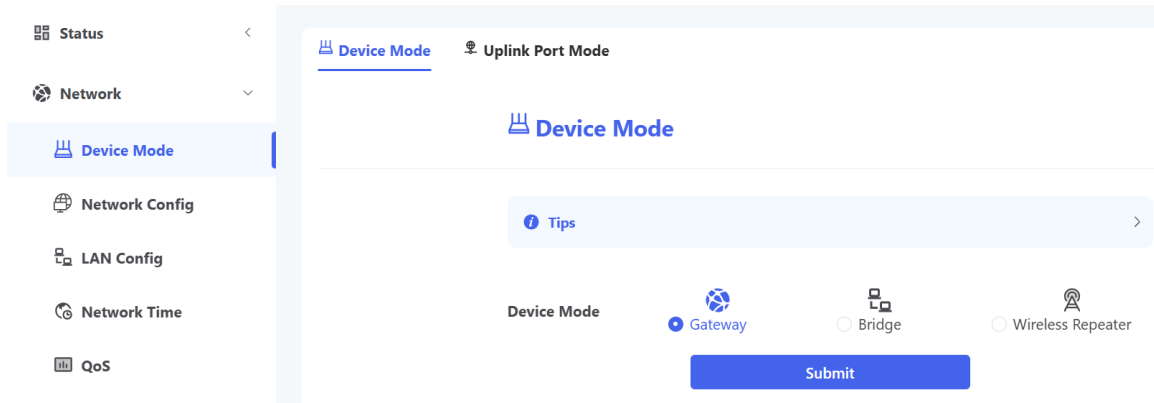 Status
Network
Device Mode
Network Config
LAN Config
Network Time
QoS
Device Mode Uplink Port Mode
Device Mode
Tips
Device Mode Gateway Bridge Wireless Repeater
Submit